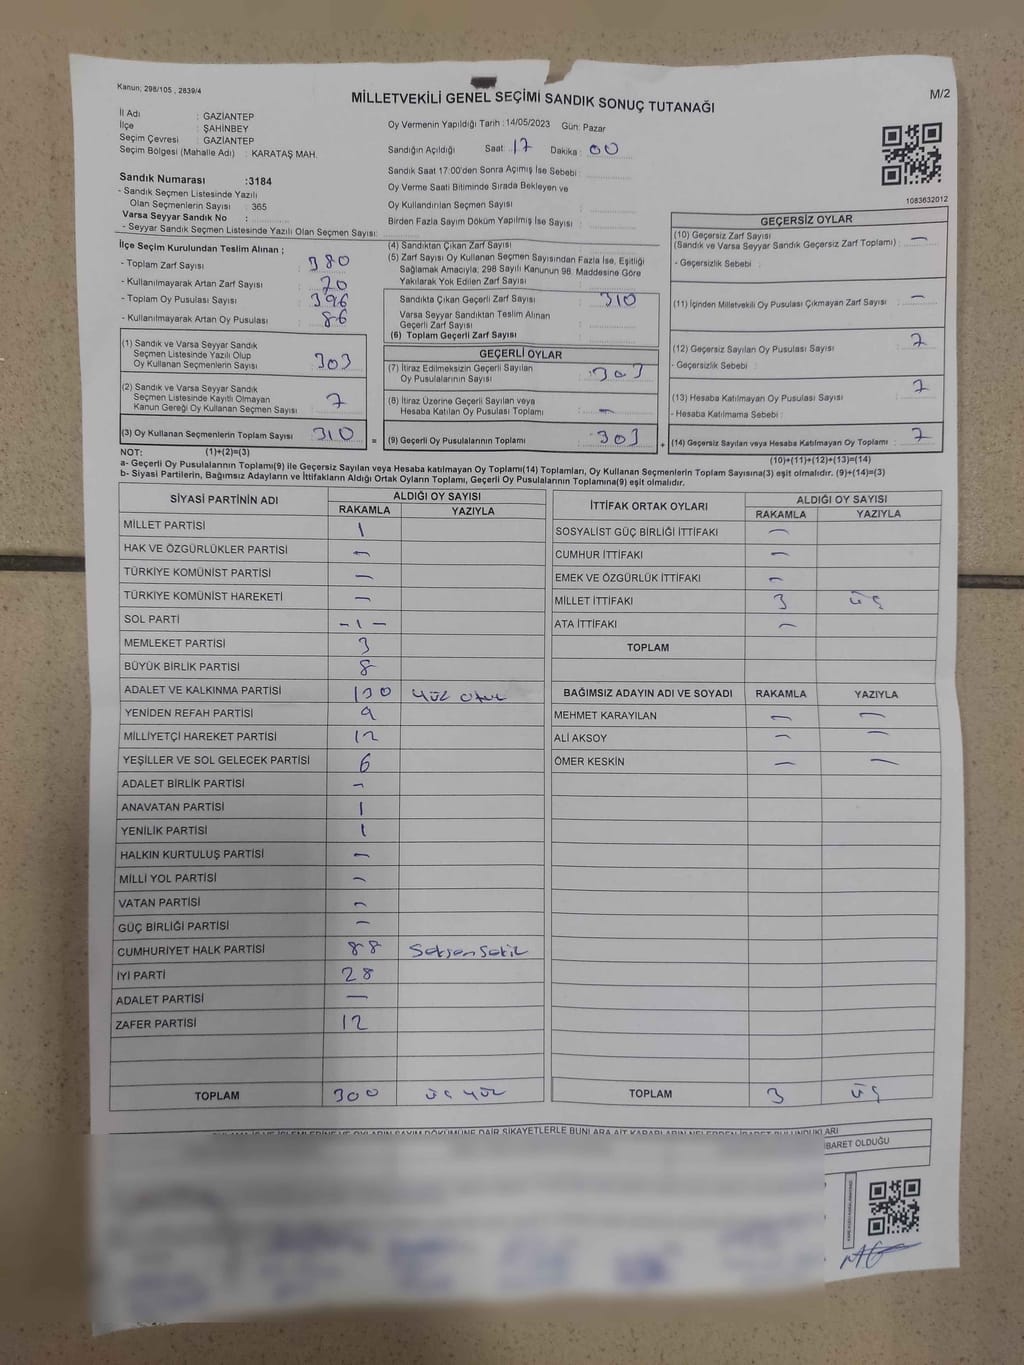 Kanun; 298/105 , 2839/4
MİLLETVEKİLİ GENEL SEÇİMİ SANDIK SONUÇ TUTANAĞI
M/2
İl Adı : GAZİANTEP
İlçe : ŞAHİNBEY
Seçim Çevresi : GAZİANTEP
Seçim Bölgesi (Mahalle Adı) : KARATAŞ MAH.
Sandık Numarası :3184
- Sandık Seçmen Listesinde Yazılı
Olan Seçmenlerin Sayısı : 365
Varsa Seyyar Sandık No :
- Seyyar Sandık Seçmen Listesinde Yazılı Olan Seçmen Sayısı:
Oy Vermenin Yapıldığı Tarih :14/05/2023 Gün: Pazar
Sandığın Açıldığı Saat : 17 Dakika : 00
Sandık Saat 17.00'den Sonra Açımış İse Sebebi :
Oy Verme Saati Bitiminde Sırada Bekleyen ve
Oy Kullandırılan Seçmen Sayısı :
Birden Fazla Sayım Döküm Yapılmış İse Sayısı :
1083632012
İlçe Seçim Kurulundan Teslim Alınan ;
- Toplam Zarf Sayısı : 380
- Kullanılmayarak Artan Zarf Sayısı : 70
- Toplam Oy Pusulası Sayısı : 396
- Kullanılmayarak Artan Oy Pusulası : 86
(4) Sandıktan Çıkan Zarf Sayısı
(5) Zarf Sayısı Oy Kullanan Seçmen Sayısından Fazla İse, Eşitliği
Sağlamak Amacıyla; 298 Sayılı Kanunun 98. Maddesine Göre
Yakılarak Yok Edilen Zarf Sayısı :
Sandıkta Çıkan Geçerli Zarf Sayısı : 310
Varsa Seyyar Sandıktan Teslim Alınan
Geçerli Zarf Sayısı
(6) Toplam Geçerli Zarf Sayısı
GEÇERSİZ OYLAR
(10) Geçersiz Zarf Sayısı
(Sandık ve Varsa Seyyar Sandık Geçersiz Zarf Toplamı) : —
- Geçersizlik Sebebi :
(11) İçinden Milletvekili Oy Pusulası Çıkmayan Zarf Sayısı : —
(12) Geçersiz Sayılan Oy Pusulası Sayısı : 7
- Geçersizlik Sebebi :
(13) Hesaba Katılmayan Oy Pusulası Sayısı : 7
- Hesaba Katılmama Sebebi :
(14) Geçersiz Sayılan veya Hesaba Katılmayan Oy Toplamı : 7
(10)+(11)+(12)+(13)=(14)
(1) Sandık ve Varsa Seyyar Sandık
Seçmen Listesinde Yazılı Olup
Oy Kullanan Seçmenlerin Sayısı : 303
(2) Sandık ve Varsa Seyyar Sandık
Seçmen Listesinde Kayıtlı Olmayan
Kanun Gereği Oy Kullanan Seçmen Sayısı : 7
(3) Oy Kullanan Seçmenlerin Toplam Sayısı : 310
(1)+(2)=(3)
GEÇERLİ OYLAR
(7) İtiraz Edilmeksizin Geçerli Sayılan
Oy Pusulalarının Sayısı : 303
(8) İtiraz Üzerine Geçerli Sayılan veya
Hesaba Katılan Oy Pusulası Toplamı : —
= (9) Geçerli Oy Pusulalarının Toplamı : 303 +
NOT:
a- Geçerli Oy Pusulalarının Toplamı(9) ile Geçersiz Sayılan veya Hesaba katılmayan Oy Toplamı(14) Toplamları, Oy Kullanan Seçmenlerin Toplam Sayısına(3) eşit olmalıdır. (9)+(14)=(3)
b- Siyasi Partilerin, Bağımsız Adayların ve İttifakların Aldığı Ortak Oyların Toplamı, Geçerli Oy Pusulalarının Toplamına(9) eşit olmalıdır.
SİYASİ PARTİNİN ADI ALDIĞI OY SAYISI
RAKAMLA YAZIYLA
MİLLET PARTİSİ 1
HAK VE ÖZGÜRLÜKLER PARTİSİ —
TÜRKİYE KOMÜNİST PARTİSİ —
TÜRKİYE KOMÜNİST HAREKETİ —
SOL PARTİ -1-
MEMLEKET PARTİSİ 3
BÜYÜK BİRLİK PARTİSİ 8
ADALET VE KALKINMA PARTİSİ 130 yüz otuz
YENİDEN REFAH PARTİSİ 9
MİLLİYETÇİ HAREKET PARTİSİ 12
YEŞİLLER VE SOL GELECEK PARTİSİ 6
ADALET BİRLİK PARTİSİ —
ANAVATAN PARTİSİ 1
YENİLİK PARTİSİ 1
HALKIN KURTULUŞ PARTİSİ —
MİLLİ YOL PARTİSİ —
VATAN PARTİSİ —
GÜÇ BİRLİĞİ PARTİSİ —
CUMHURİYET HALK PARTİSİ 88 Seksen Sekiz
İYİ PARTİ 28
ADALET PARTİSİ —
ZAFER PARTİSİ 12
TOPLAM 300 üç yüz
İTTİFAK ORTAK OYLARI ALDIĞI OY SAYISI
RAKAMLA YAZIYLA
SOSYALİST GÜÇ BİRLİĞİ İTTİFAKI —
CUMHUR İTTİFAKI —
EMEK VE ÖZGÜRLÜK İTTİFAKI —
MİLLET İTTİFAKI 3 üç
ATA İTTİFAKI —
TOPLAM
BAĞIMSIZ ADAYIN ADI VE SOYADI RAKAMLA YAZIYLA
MEHMET KARAYILAN — —
ALİ AKSOY — —
ÖMER KESKİN — —
TOPLAM 3 üç
İBARET OLDUĞU